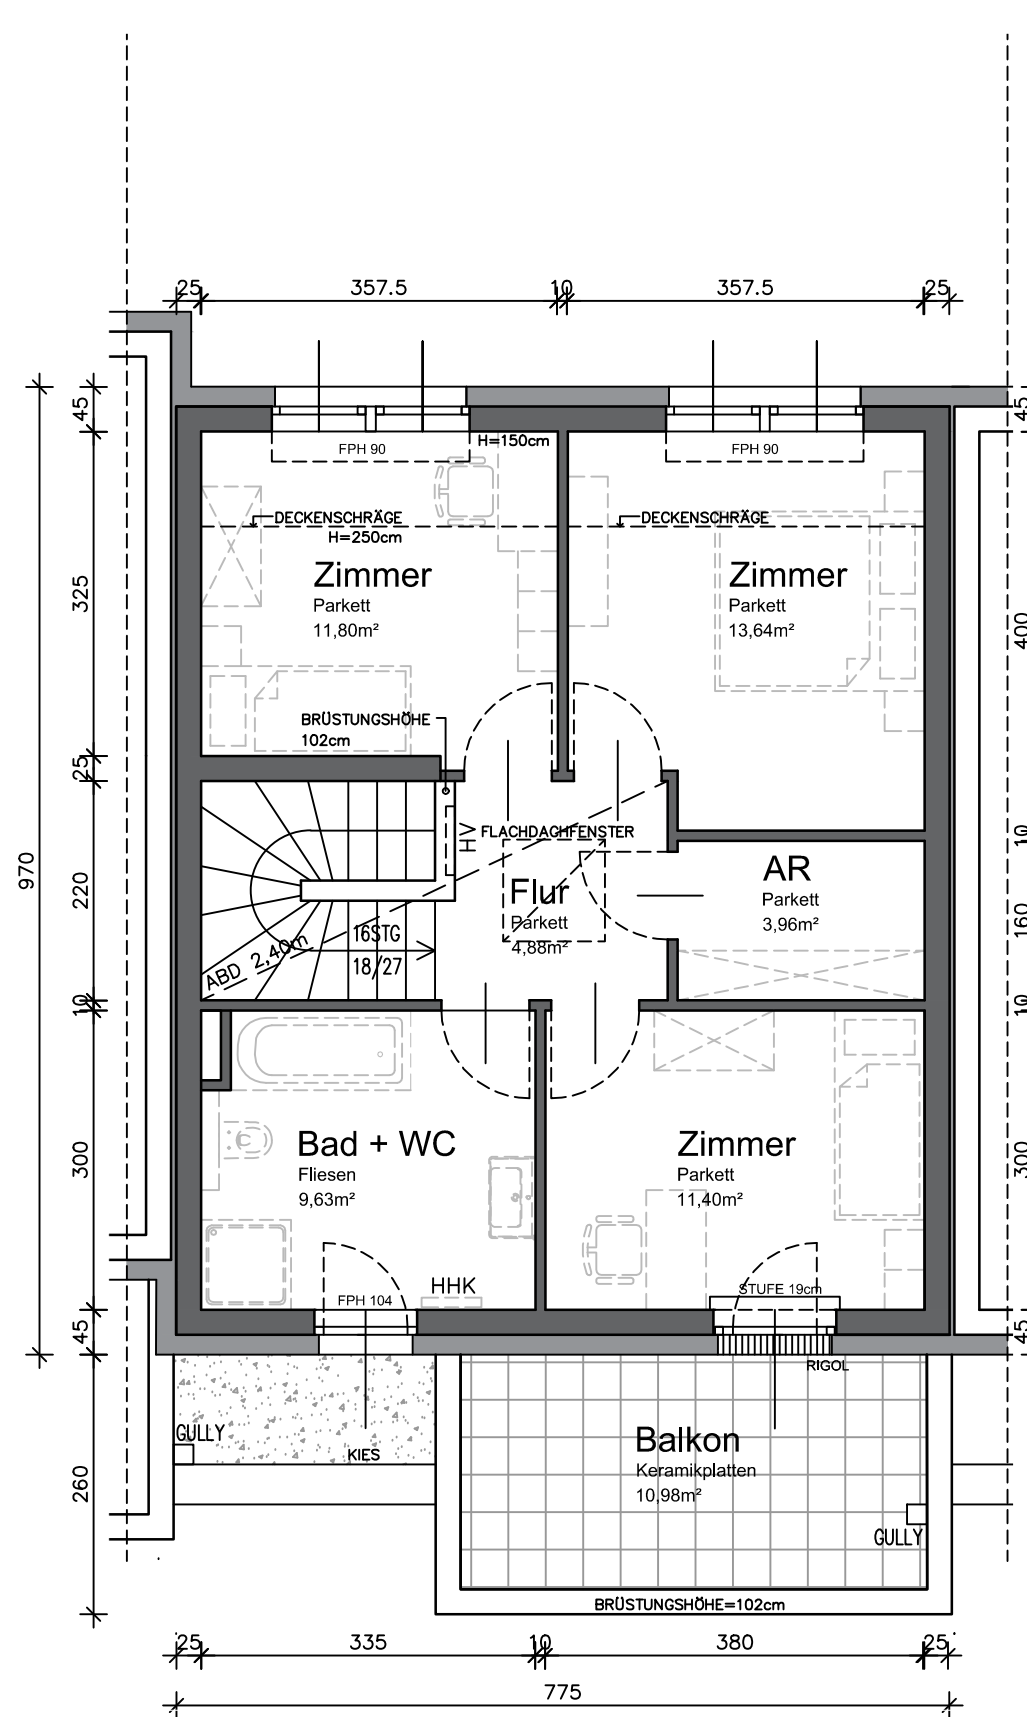 25 357.5 10 357.5 25
45
45
FPH 90
H=150cm
FPH 90
DECKENSCHRÄGE
H=250cm
DECKENSCHRÄGE
Zimmer
Parkett
11,80m²
Zimmer
Parkett
13,64m²
325
400
BRÜSTUNGSHÖHE
102cm
25
970
220
HV
FLACHDACHFENSTER
10
AR
Parkett
3,96m²
Flur
Parkett
4,88m²
160
16STG
18/27
ABD 2,40m
10
10
Bad + WC
Fliesen
9,63m²
Zimmer
Parkett
11,40m²
300
300
HHK
FPH 104
STUFE 19cm
45
45
RIGOL
GULLY
KIES
Balkon
Keramikplatten
10,98m²
260
GULLY
BRÜSTUNGSHÖHE=102cm
25 335 10 380 25
775